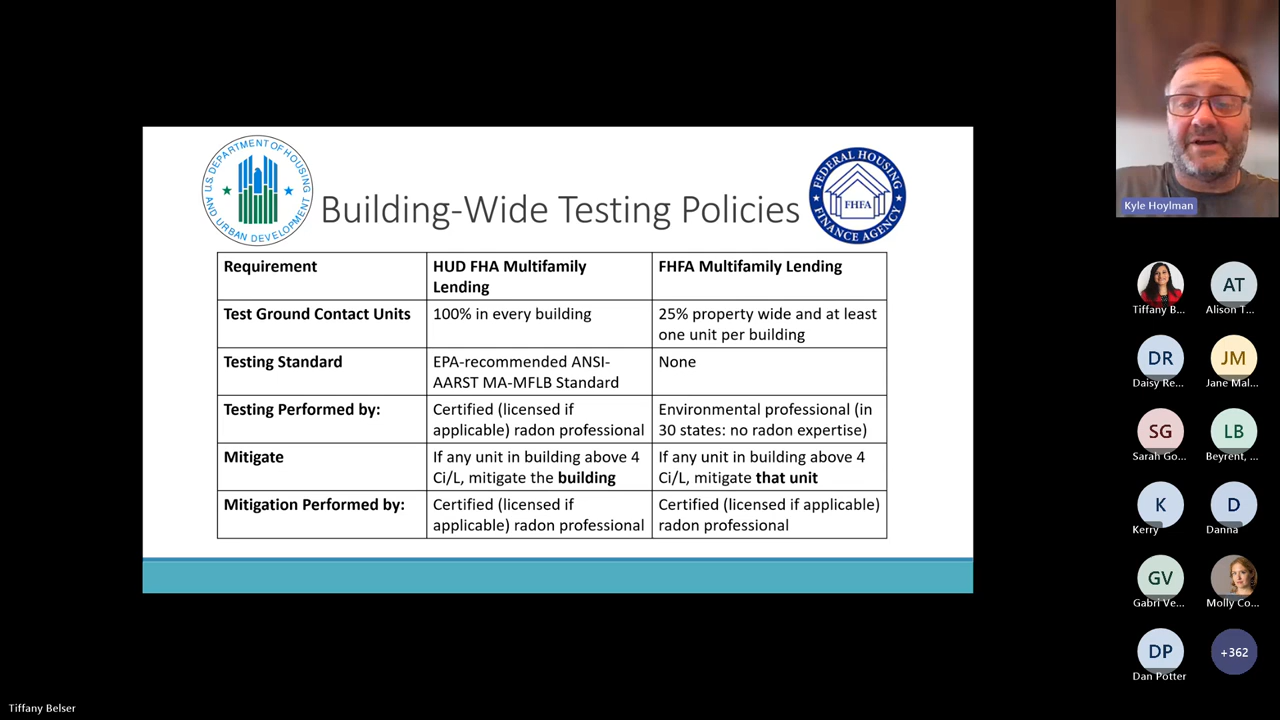 U.S. DEPARTMENT OF HOUSING
AND URBAN DEVELOPMENT
Building-Wide Testing Policies
FEDERAL HOUSING
FHFA
FINANCE AGENCY
Requirement
HUD FHA Multifamily
Lending
FHFA Multifamily Lending
Test Ground Contact Units
100% in every building
25% property wide and at least
one unit per building
Testing Standard
EPA-recommended ANSI-
AARST MA-MFLB Standard
None
Testing Performed by:
Certified (licensed if
applicable) radon professional
Environmental professional (in
30 states: no radon expertise)
Mitigate
If any unit in building above 4
Ci/L, mitigate the building
If any unit in building above 4
Ci/L, mitigate that unit
Mitigation Performed by:
Certified (licensed if
applicable) radon professional
Certified (licensed if applicable)
radon professional
Kyle Hoylman
Tiffany B...
AT
Alison T...
DR
Daisy Re...
JM
Jane Mal...
SG
Sarah Go...
LB
Beyrent, ...
K
Kerry
D
Danna
GV
Gabri Ve...
Molly Co...
DP
Dan Potter
+362
Tiffany Belser